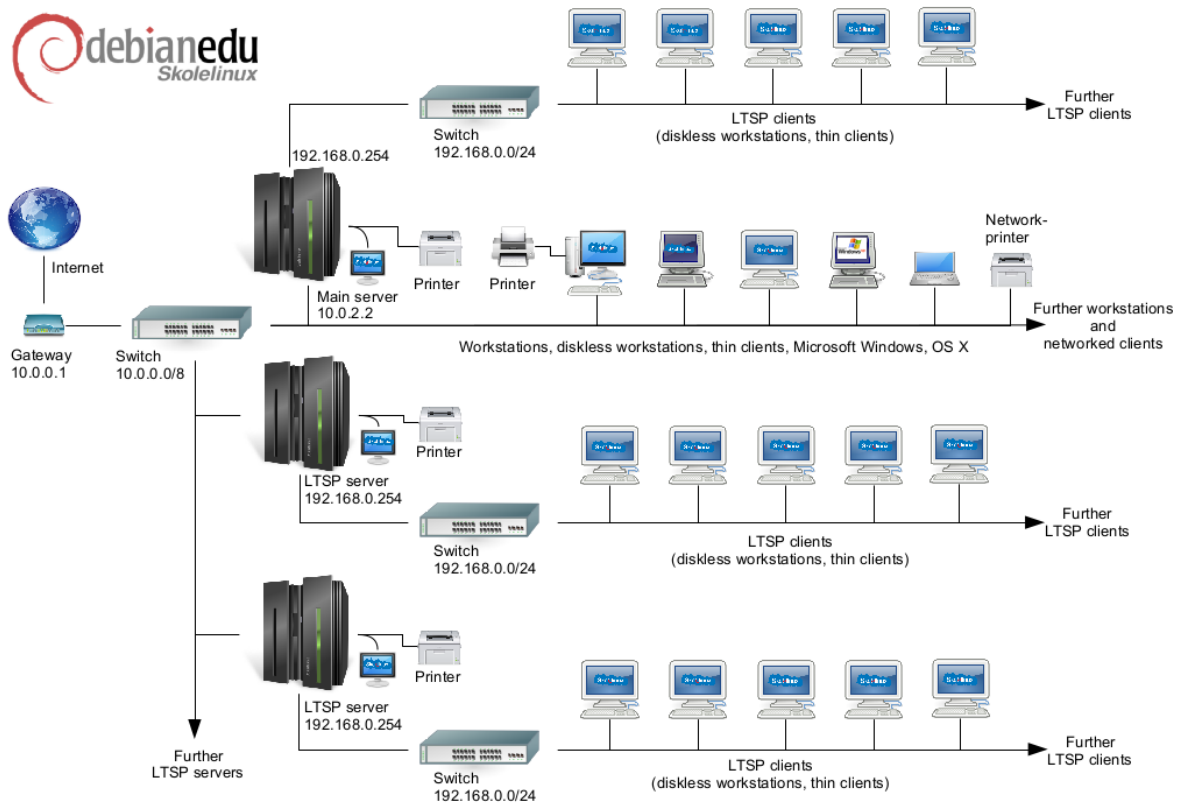 debianedu
Skolelinux
Switch
192.168.0.0/24
LTSP clients
(diskless workstations, thin clients)
Further
LTSP clients
192.168.0.254
Internet
Main server
10.0.2.2
Printer
Printer
Windows
Network-
printer
Gateway
10.0.0.1
Switch
10.0.0.0/8
Workstations, diskless workstations, thin clients, Microsoft Windows, OS X
Further workstations
and
networked clients
Printer
LTSP server
192.168.0.254
Switch
192.168.0.0/24
LTSP clients
(diskless workstations, thin clients)
Further
LTSP clients
Printer
LTSP server
192.168.0.254
Further
LTSP servers
Switch
192.168.0.0/24
LTSP clients
(diskless workstations, thin clients)
Further
LTSP clients